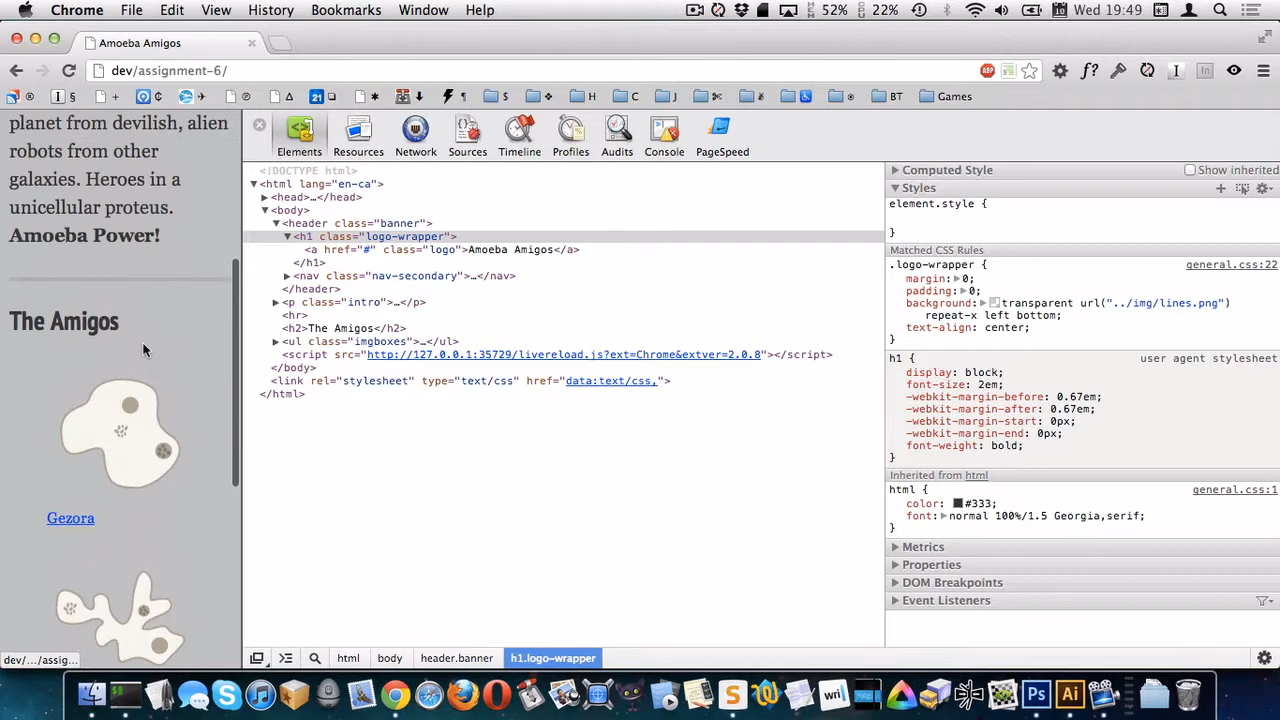 Chrome File Edit View History Bookmarks Window Help 52% 22% Wed 19:49
Amoeba Amigos
dev/assignment-6/
ABP f?
Games
BT
$ H C J
21
planet from devilish, alien
robots from other
galaxies. Heroes in a
unicellular proteus.
Amoeba Power!
The Amigos
Gezora
dev/.../assig...
Elements Resources Network Sources Timeline Profiles Audits Console PageSpeed
<!DOCTYPE html>
<html lang="en-ca">
<head>…</head>
<body>
<header class="banner">
<h1 class="logo-wrapper">
<a href="#" class="logo">Amoeba Amigos</a>
</h1>
<nav class="nav-secondary">…</nav>
</header>
<p class="intro">…</p>
<hr>
<h2>The Amigos</h2>
<ul class="imgboxes">…</ul>
<script src="http://127.0.0.1:35729/livereload.js?ext=Chrome&extver=2.0.8"></script>
</body>
<link rel="stylesheet" type="text/css" href="data:text/css,">
</html>
html body header.banner h1.logo-wrapper
Computed Style Show inherited
Styles
element.style {
}
Matched CSS Rules
.logo-wrapper { general.css:22
margin: 0;
padding: 0;
background: transparent url("../img/lines.png")
repeat-x left bottom;
text-align: center;
}
h1 { user agent stylesheet
display: block;
font-size: 2em;
-webkit-margin-before: 0.67em;
-webkit-margin-after: 0.67em;
-webkit-margin-start: 0px;
-webkit-margin-end: 0px;
font-weight: bold;
}
Inherited from html
html { general.css:1
color: #333;
font: normal 100%/1.5 Georgia,serif;
}
Metrics
Properties
DOM Breakpoints
Event Listeners
wri
Ps
Ai